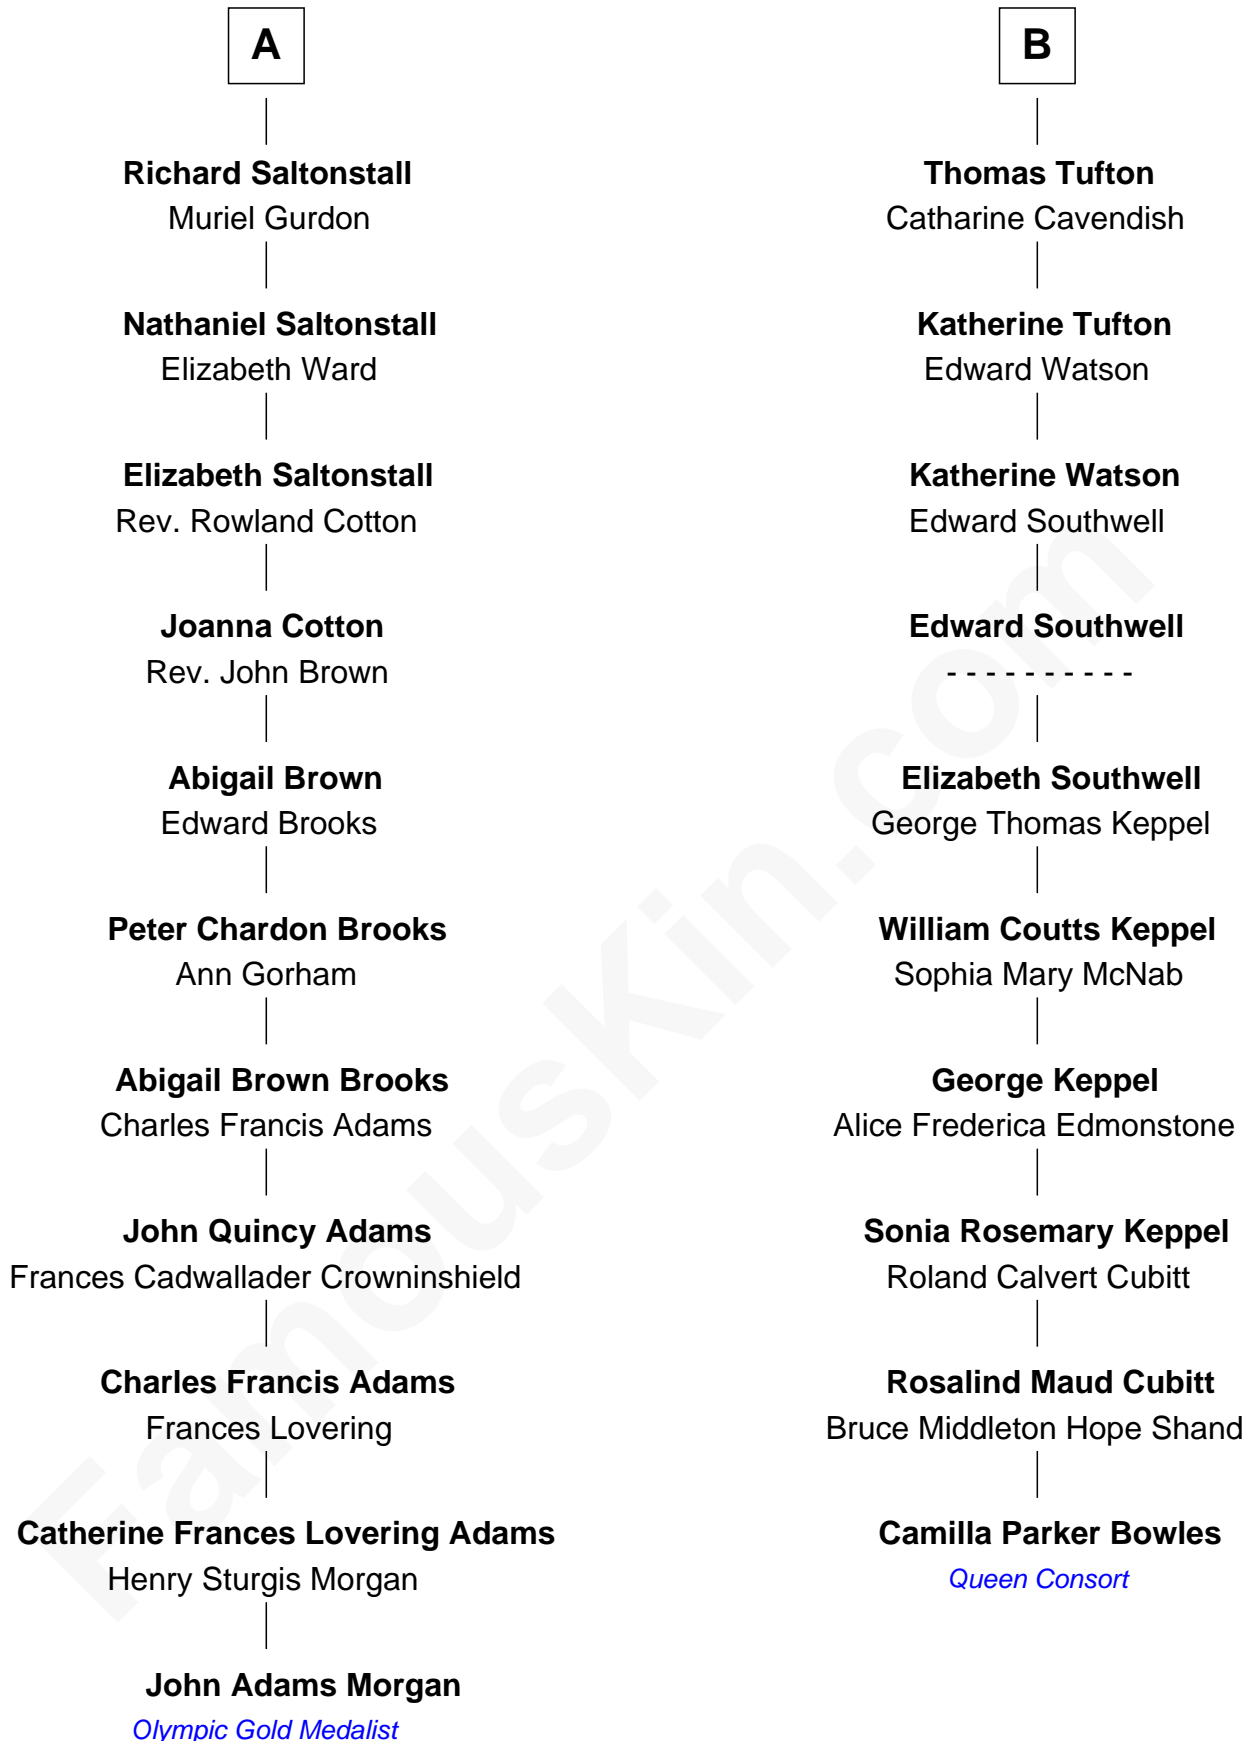 A
Richard Saltonstall
Muriel Gurdon
Nathaniel Saltonstall
Elizabeth Ward
Elizabeth Saltonstall
Rev. Rowland Cotton
Joanna Cotton
Rev. John Brown
Abigail Brown
Edward Brooks
Peter Chardon Brooks
Ann Gorham
Abigail Brown Brooks
Charles Francis Adams
John Quincy Adams
Frances Cadwallader Crowninshield
Charles Francis Adams
Frances Lovering
Catherine Frances Lovering Adams
Henry Sturgis Morgan
John Adams Morgan
Olympic Gold Medalist
B
Thomas Tufton
Catharine Cavendish
Katherine Tufton
Edward Watson
Katherine Watson
Edward Southwell
Edward Southwell
- - - - - - - - - -
Elizabeth Southwell
George Thomas Keppel
William Coutts Keppel
Sophia Mary McNab
George Keppel
Alice Frederica Edmonstone
Sonia Rosemary Keppel
Roland Calvert Cubitt
Rosalind Maud Cubitt
Bruce Middleton Hope Shand
Camilla Parker Bowles
Queen Consort
FamousKin.com